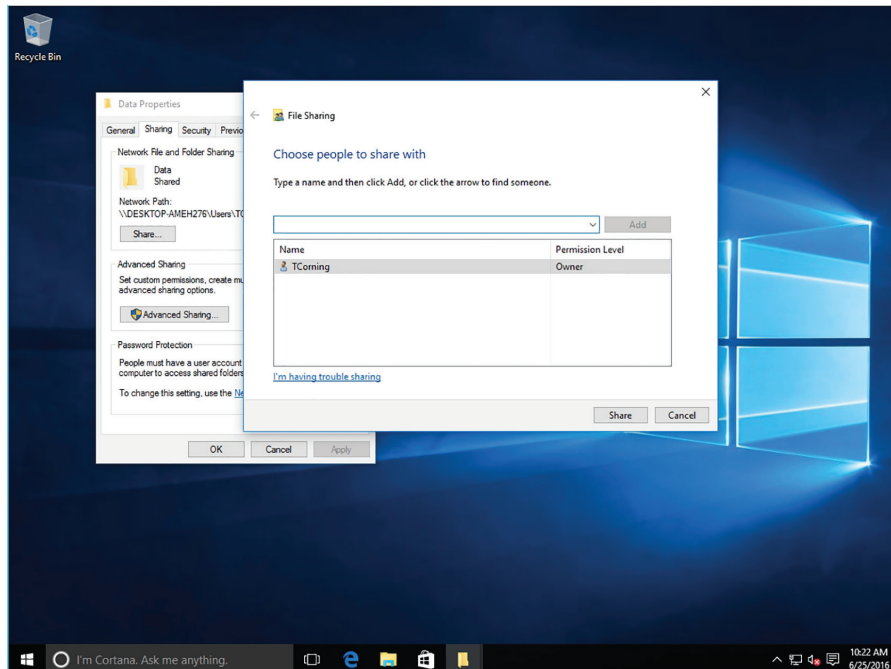 Recycle Bin
Data Properties
General Sharing Security
Network File and Folder Sharing
Data
Shared
Network Path:
\\DESKTOP-AMEH276\Users\TC
Share...
Advanced Sharing
Set custom permissions, create
advanced sharing options.
Advanced Sharing...
Password Protection
People must have a user account
computer to access shared folders
To change this setting, use the
OK Cancel Apply
File Sharing
Choose people to share with
Type a name and then click Add, or click the arrow to find someone.
Add
Name Permission Level
TCorning Owner
I'm having trouble sharing
Share Cancel
I'm Cortana. Ask me anything.
10:22 AM
6/25/2016